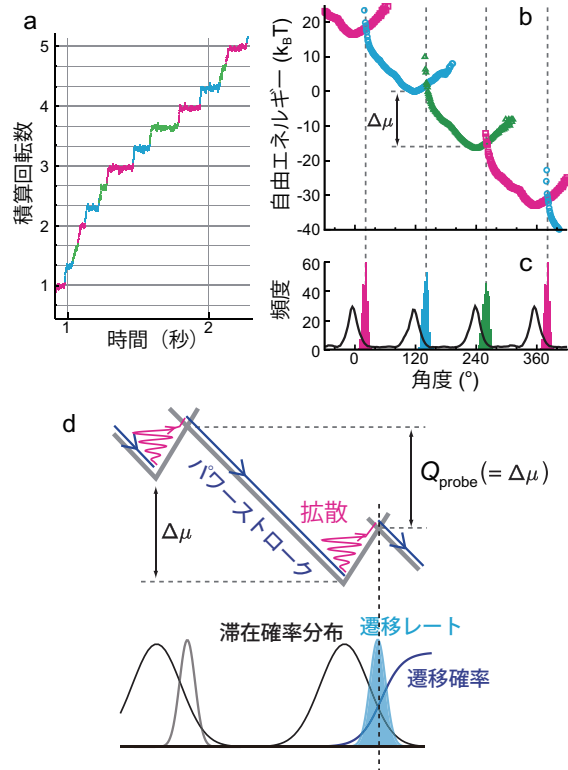 a
積算回転数
5
4
3
2
1
1
2
時間（秒）
b
自由エネルギー (kBT)
20
10
0
-10
-20
-30
-40
Δμ
c
頻度
60
40
20
0
0
120
240
360
角度 (°)
d
Δμ
パワーストローク
拡散
Qprobe(= Δμ)
滞在確率分布
遷移レート
遷移確率